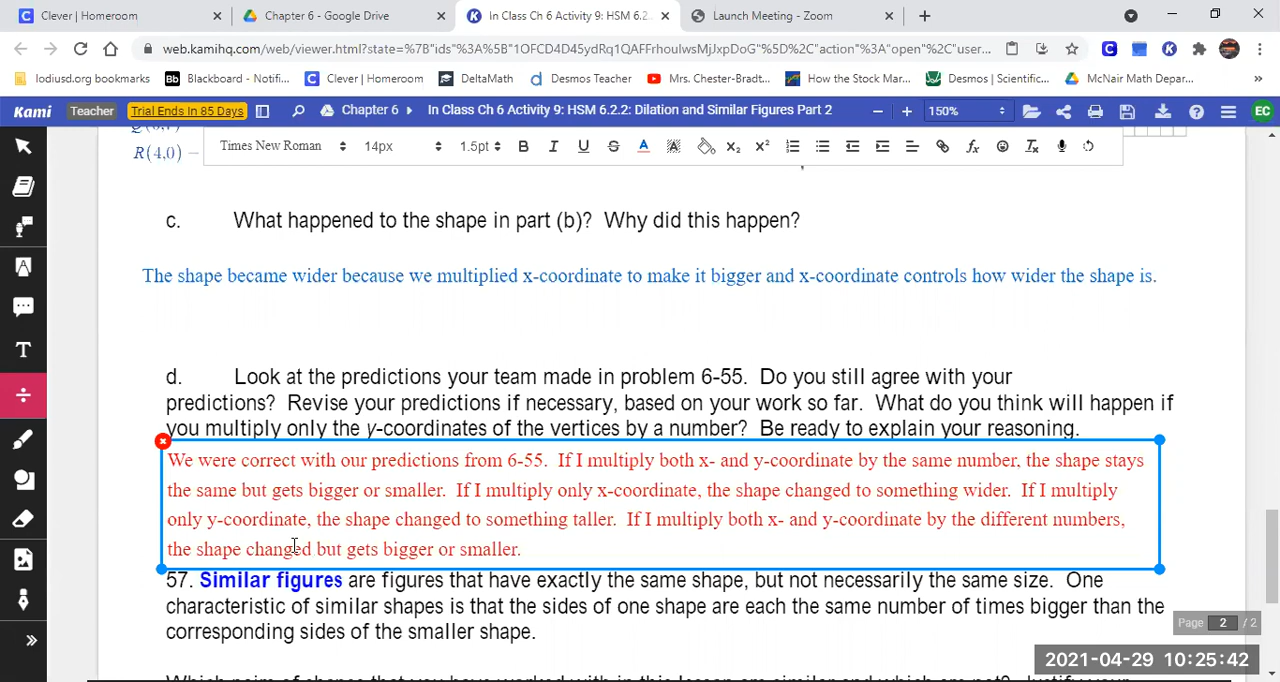 Clever | Homeroom
Chapter 6 - Google Drive
In Class Ch 6 Activity 9: HSM 6.2.2:
Launch Meeting - Zoom
web.kamihq.com/web/viewer.html?state=%7B"ids"%3A%5B"1OFCD4D45ydRq1QAFFrhoulwsMjJxpDoG"%5D%2C"action"%3A"open"%2C"user...
lodiusd.org bookmarks
Bb Blackboard - Notifi...
Clever | Homeroom
DeltaMath
Desmos Teacher
Mrs. Chester-Bradt...
How the Stock Mar...
Desmos | Scientific...
McNair Math Depar...
»
Kami Teacher Trial Ends In 85 Days Chapter 6 In Class Ch 6 Activity 9: HSM 6.2.2: Dilation and Similar Figures Part 2 150% EC
R(4,0) –
Times New Roman 14px 1.5pt B I U S A X₂ X² fx Tx
c. What happened to the shape in part (b)? Why did this happen?
The shape became wider because we multiplied x-coordinate to make it bigger and x-coordinate controls how wider the shape is.
d. Look at the predictions your team made in problem 6-55. Do you still agree with your
predictions? Revise your predictions if necessary, based on your work so far. What do you think will happen if
you multiply only the y-coordinates of the vertices by a number? Be ready to explain your reasoning.
We were correct with our predictions from 6-55. If I multiply both x- and y-coordinate by the same number, the shape stays
the same but gets bigger or smaller. If I multiply only x-coordinate, the shape changed to something wider. If I multiply
only y-coordinate, the shape changed to something taller. If I multiply both x- and y-coordinate by the different numbers,
the shape changed but gets bigger or smaller.
57. Similar figures are figures that have exactly the same shape, but not necessarily the same size. One
characteristic of similar shapes is that the sides of one shape are each the same number of times bigger than the
corresponding sides of the smaller shape.
Page 2 / 2
2021-04-29 10:25:42